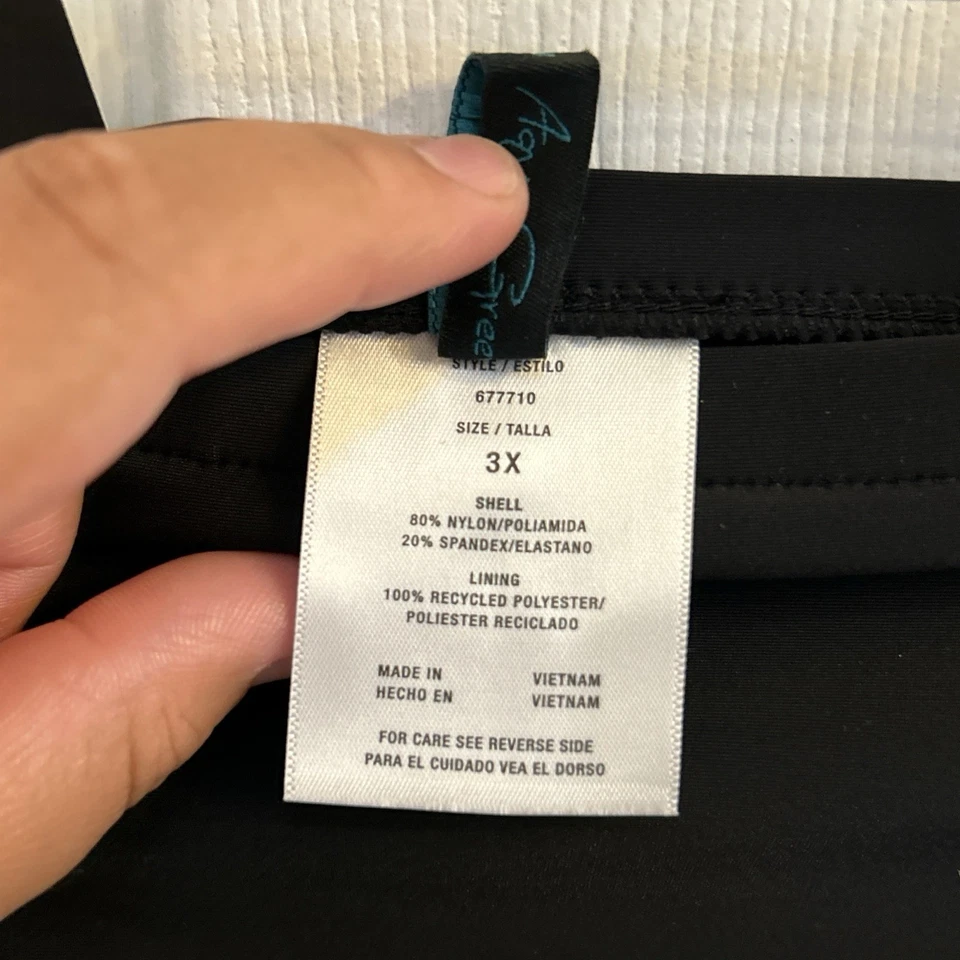 Gree
STYLE / ESTILO
677710
SIZE / TALLA
3X
SHELL
80% NYLON/POLIAMIDA
20% SPANDEX/ELASTANO
LINING
100% RECYCLED POLYESTER/
POLIESTER RECICLADO
MADE IN VIETNAM
HECHO EN VIETNAM
FOR CARE SEE REVERSE SIDE
PARA EL CUIDADO VEA EL DORSO